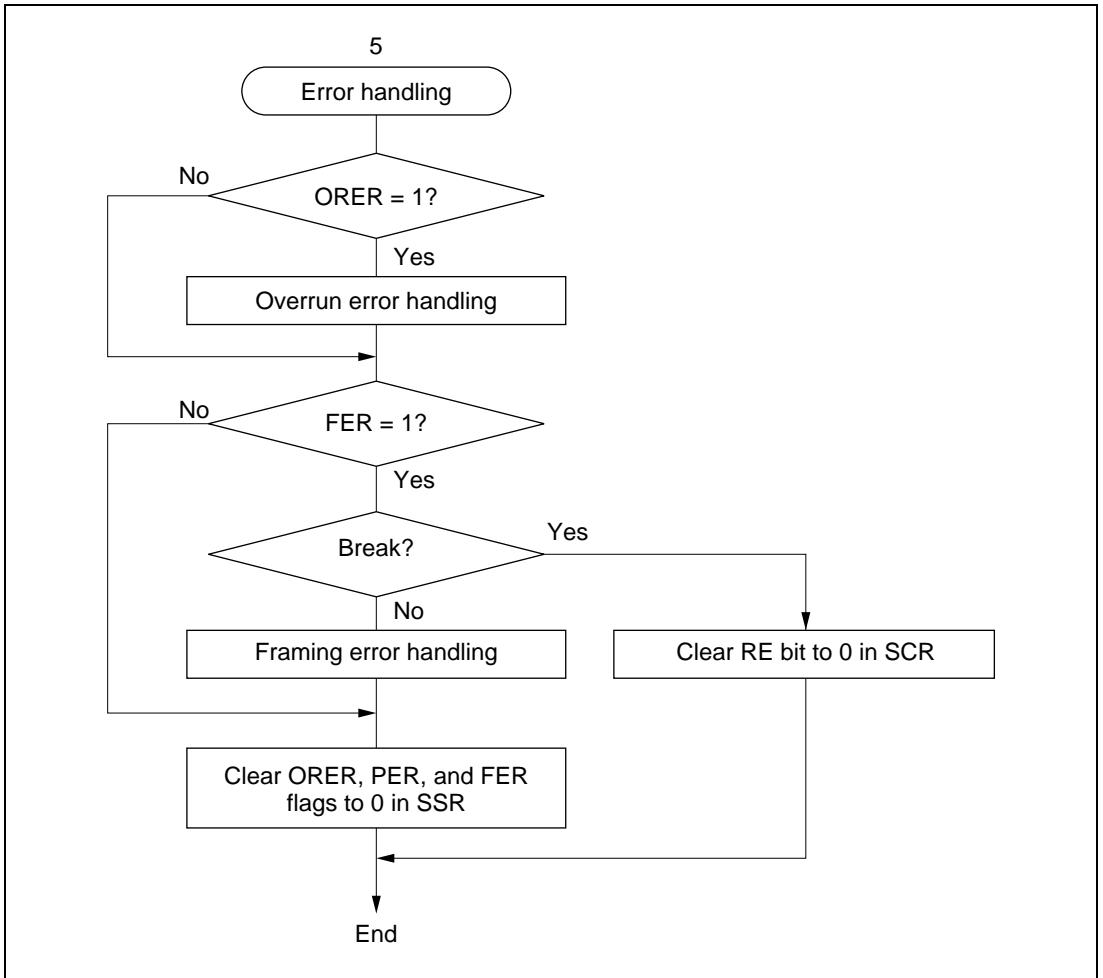 5
Error handling
No
ORER = 1?
Yes
Overrun error handling
No
FER = 1?
Yes
Break?
Yes
No
Framing error handling
Clear RE bit to 0 in SCR
Clear ORER, PER, and FER
flags to 0 in SSR
End